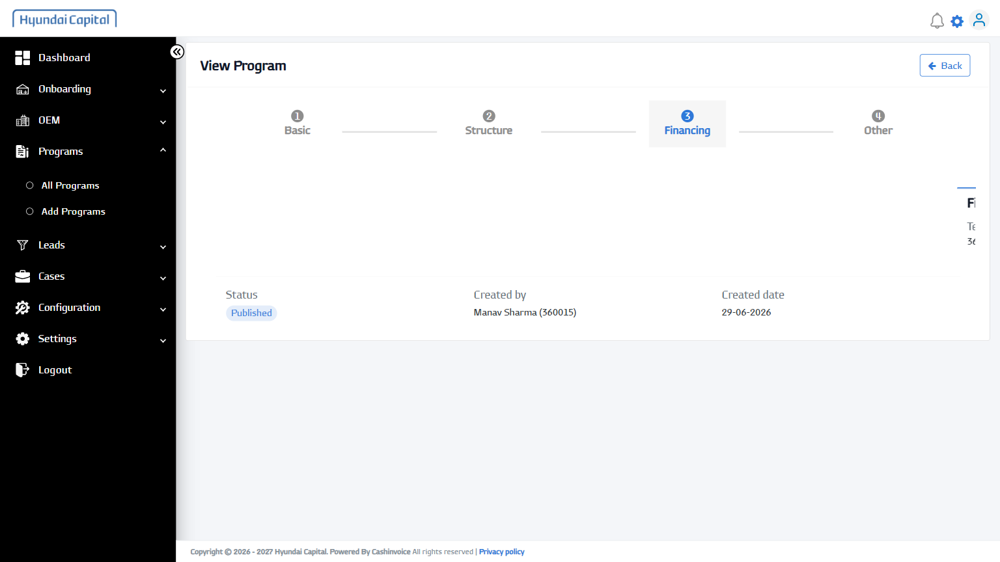 Hyundai Capital
Dashboard
Onboarding
OEM
Programs
All Programs
Add Programs
Leads
Cases
Configuration
Settings
Logout
View Program
Back
1
Basic
2
Structure
3
Financing
4
Other
Fi
Te
36
Status
Created by
Created date
Published
Manav Sharma (360015)
29-06-2026
Copyright © 2026 - 2027 Hyundai Capital. Powered By Cashinvoice All rights reserved | Privacy policy